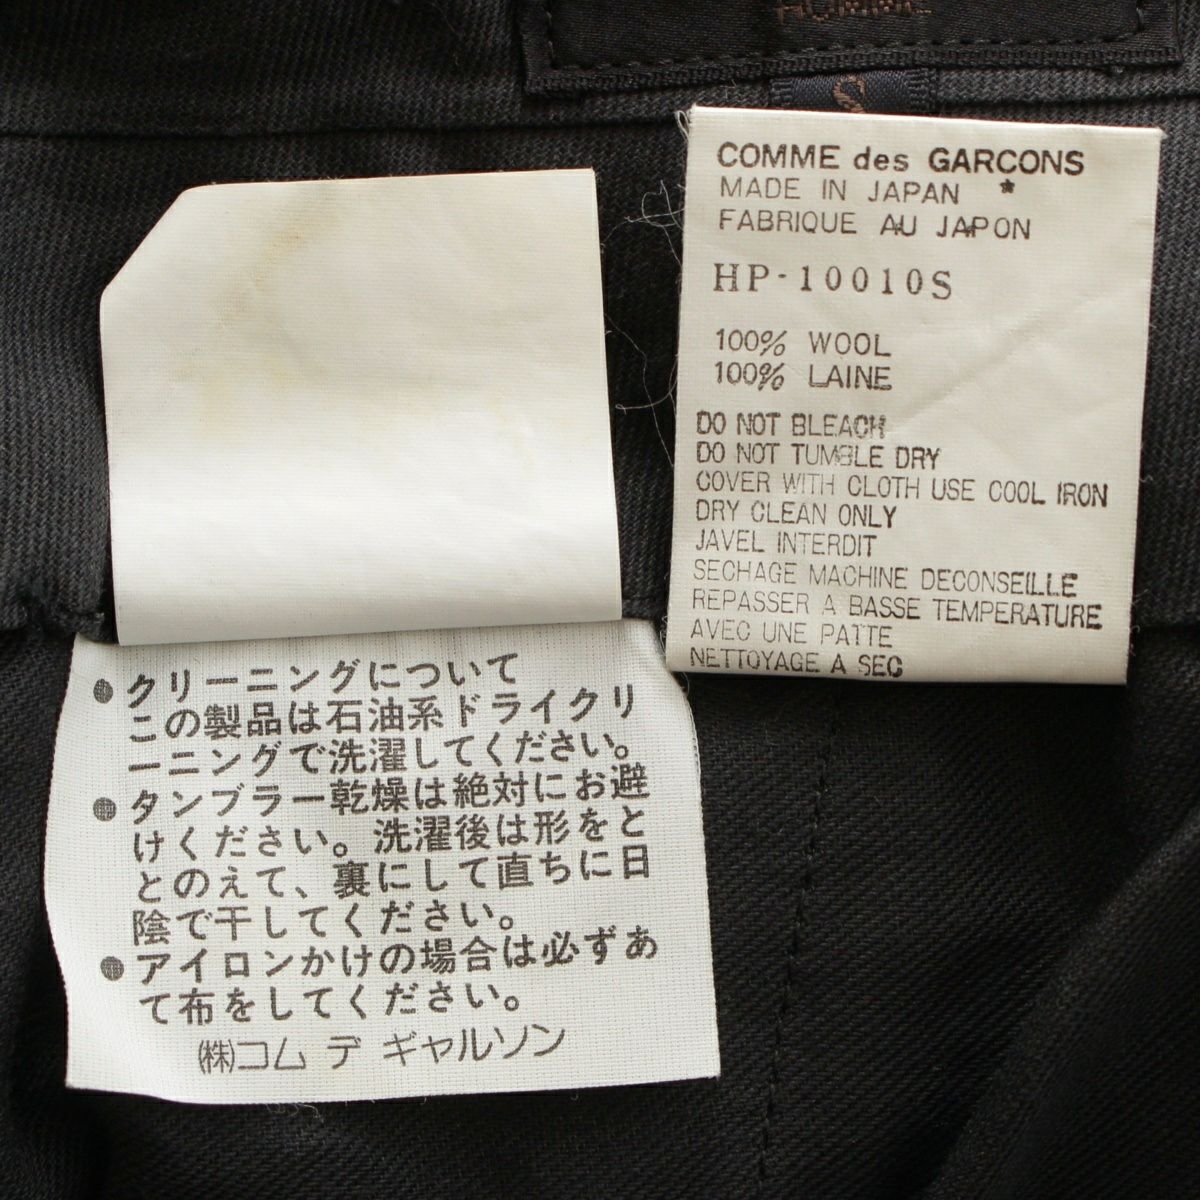 HOMME
S
COMME des GARCONS
MADE IN JAPAN
FABRIQUE AU JAPON
HP-10010S
100% WOOL
100% LAINE
DO NOT BLEACH
DO NOT TUMBLE DRY
COVER WITH CLOTH USE COOL IRON
DRY CLEAN ONLY
JAVEL INTERDIT
SECHAGE MACHINE DECONSEILLE
REPASSER A BASSE TEMPERATURE
AVEC UNE PATTE
NETTOYAGE A SEC
●クリーニングについて
この製品は石油系ドライクリ
ーニングで洗濯してください。
●タンブラー乾燥は絶対にお避
けください。洗濯後は形をと
とのえて、裏にして直ちに日
陰で干してください。
●アイロンかけの場合は必ずあ
て布をしてください。
㈱コム デ ギャルソン